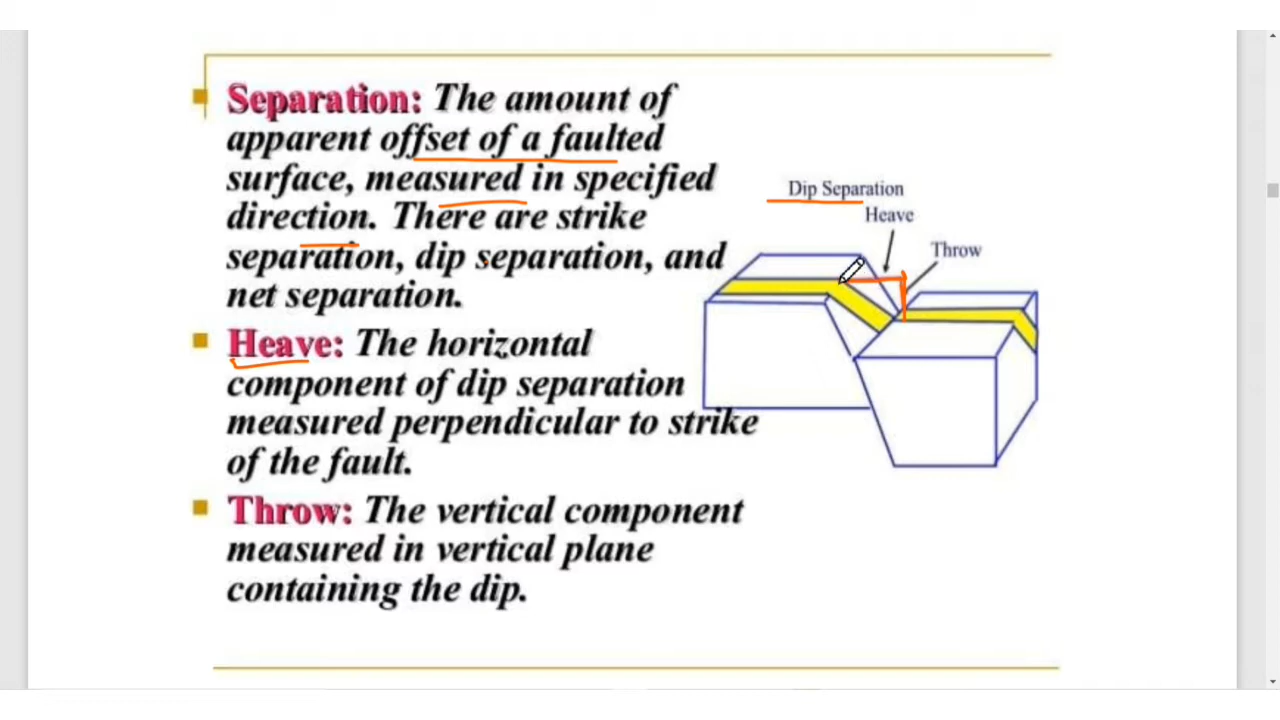 Separation: The amount of
apparent offset of a faulted
surface, measured in specified
direction. There are strike
separation, dip separation, and
net separation.
Heave: The horizontal
component of dip separation
measured perpendicular to strike
of the fault.
Throw: The vertical component
measured in vertical plane
containing the dip.
Dip Separation
Heave
Throw